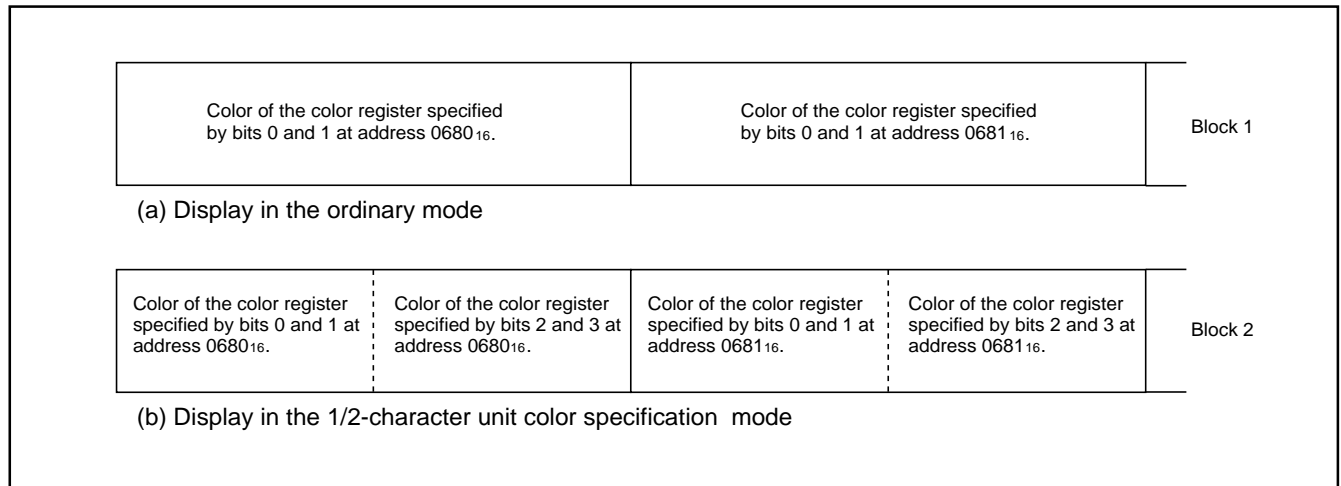 Color of the color register specified
by bits 0 and 1 at address 0680₁₆.
Color of the color register specified
by bits 0 and 1 at address 0681₁₆.
Block 1
(a) Display in the ordinary mode
Color of the color register
specified by bits 0 and 1 at
address 0680₁₆.
Color of the color register
specified by bits 2 and 3 at
address 0680₁₆.
Color of the color register
specified by bits 0 and 1 at
address 0681₁₆.
Color of the color register
specified by bits 2 and 3 at
address 0681₁₆.
Block 2
(b) Display in the 1/2-character unit color specification mode